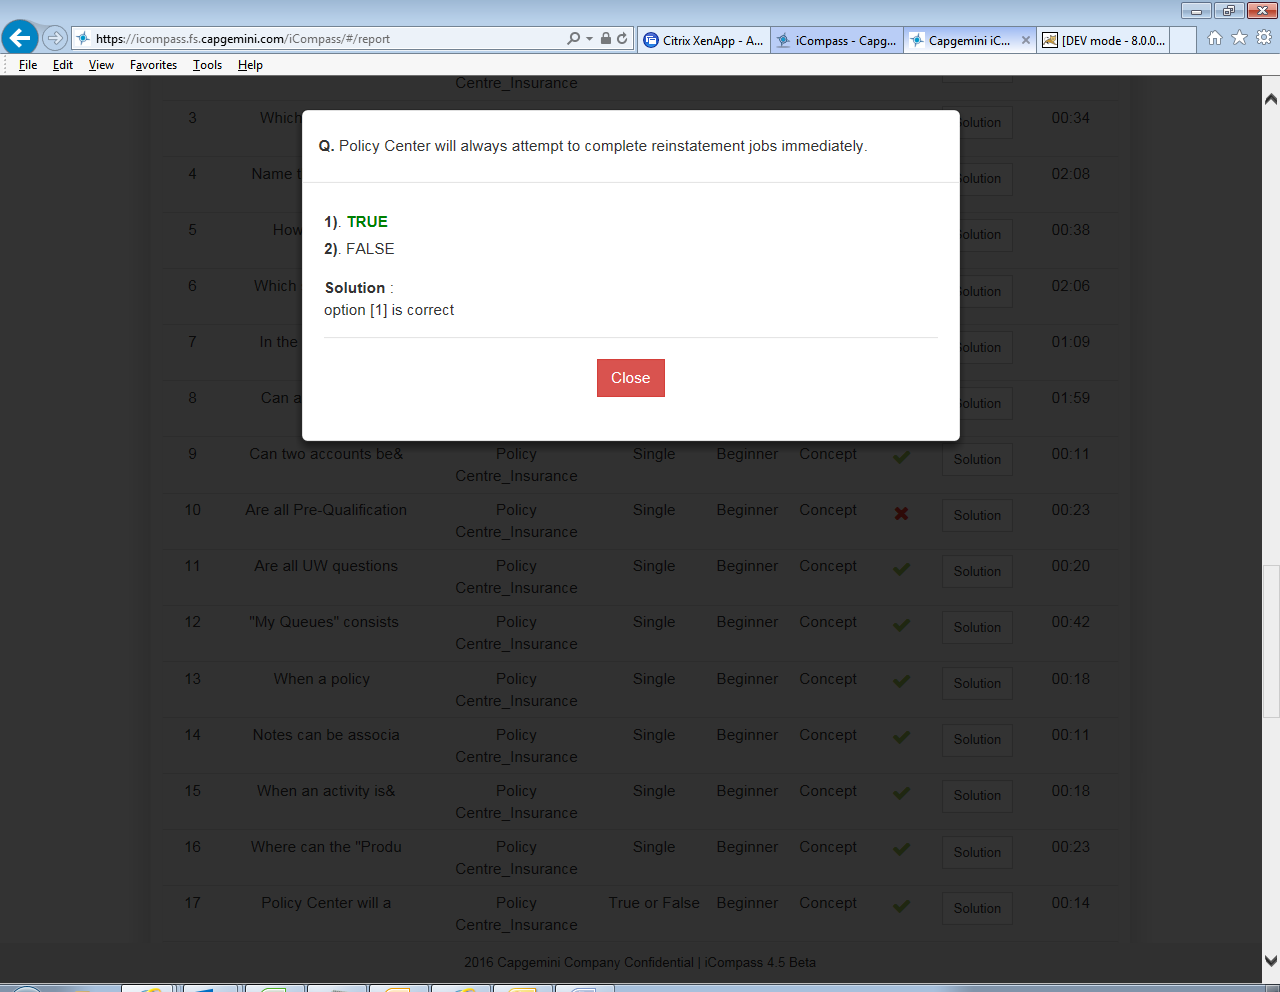 https://icompass.fs.capgemini.com/iCompass/#/report
Citrix XenApp - A...
iCompass - Capg...
Capgemini iC...
[DEV mode - 8.0.0...
File Edit View Favorites Tools Help
Centre_Insurance
3 Which Solution 00:34
4 Name t Solution 02:08
5 How Solution 00:38
6 Which Solution 02:06
7 In the Solution 01:09
8 Can a Solution 01:59
Q. Policy Center will always attempt to complete reinstatement jobs immediately.
1). TRUE
2). FALSE
Solution :
option [1] is correct
Close
9 Can two accounts be& Policy Single Beginner Concept Solution 00:11
Centre_Insurance
10 Are all Pre-Qualification Policy Single Beginner Concept Solution 00:23
Centre_Insurance
11 Are all UW questions Policy Single Beginner Concept Solution 00:20
Centre_Insurance
12 "My Queues" consists Policy Single Beginner Concept Solution 00:42
Centre_Insurance
13 When a policy Policy Single Beginner Concept Solution 00:18
Centre_Insurance
14 Notes can be associa Policy Single Beginner Concept Solution 00:11
Centre_Insurance
15 When an activity is& Policy Single Beginner Concept Solution 00:18
Centre_Insurance
16 Where can the "Produ Policy Single Beginner Concept Solution 00:23
Centre_Insurance
17 Policy Center will a Policy True or False Beginner Concept Solution 00:14
Centre_Insurance
2016 Capgemini Company Confidential | iCompass 4.5 Beta